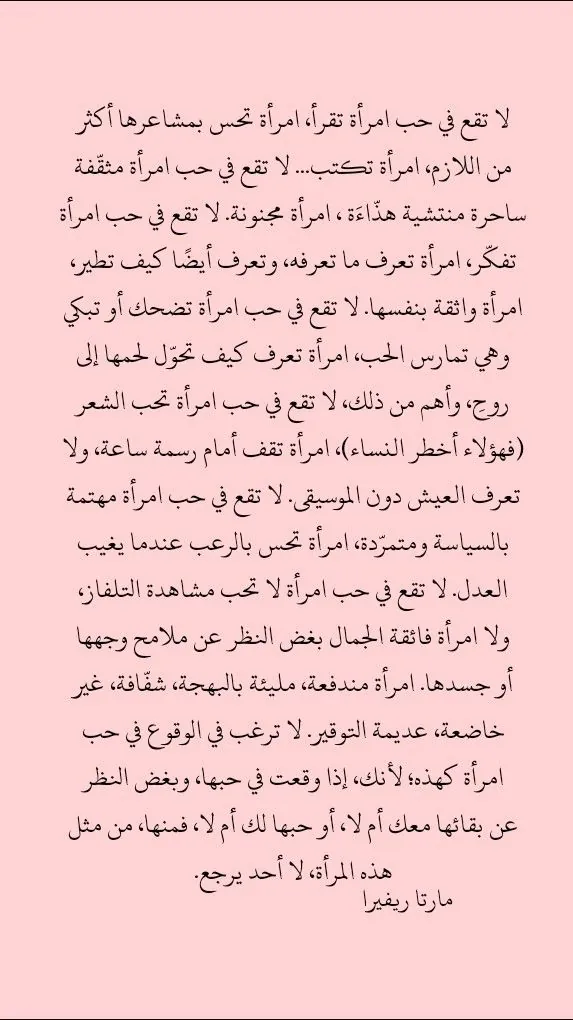 لا تقع في حب امرأة تقرأ، امرأة تحس بمشاعرها أكثر
من اللازم، امرأة تكتب... لا تقع في حب امرأة مثقّفة
ساحرة منتشية هذّاءَة ، امرأة مجنونة. لا تقع في حب امرأة
تفكّر، امرأة تعرف ما تعرفه، وتعرف أيضًا كيف تطير،
امرأة واثقة بنفسها. لا تقع في حب امرأة تضحك أو تبكي
وهي تمارس الحب، امرأة تعرف كيف تحوّل لحمها إلى
روح، وأهم من ذلك، لا تقع في حب امرأة تحب الشعر
(فهؤلاء أخطر النساء)، امرأة تقف أمام رسمة ساعة، ولا
تعرف العيش دون الموسيقى. لا تقع في حب امرأة مهتمة
بالسياسة ومتمرّدة، امرأة تحس بالرعب عندما يغيب
العدل. لا تقع في حب امرأة لا تحب مشاهدة التلفاز،
ولا امرأة فائقة الجمال بغض النظر عن ملامح وجهها
أو جسدها. امرأة مندفعة، مليئة بالبهجة، شفّافة، غير
خاضعة، عديمة التوقير. لا ترغب في الوقوع في حب
امرأة كهذه؛ لأنك، إذا وقعت في حبها، وبغض النظر
عن بقائها معك أم لا، أو حبها لك أم لا، فمنها، من مثل
هذه المرأة، لا أحد يرجع.
مارتا ريفيرا